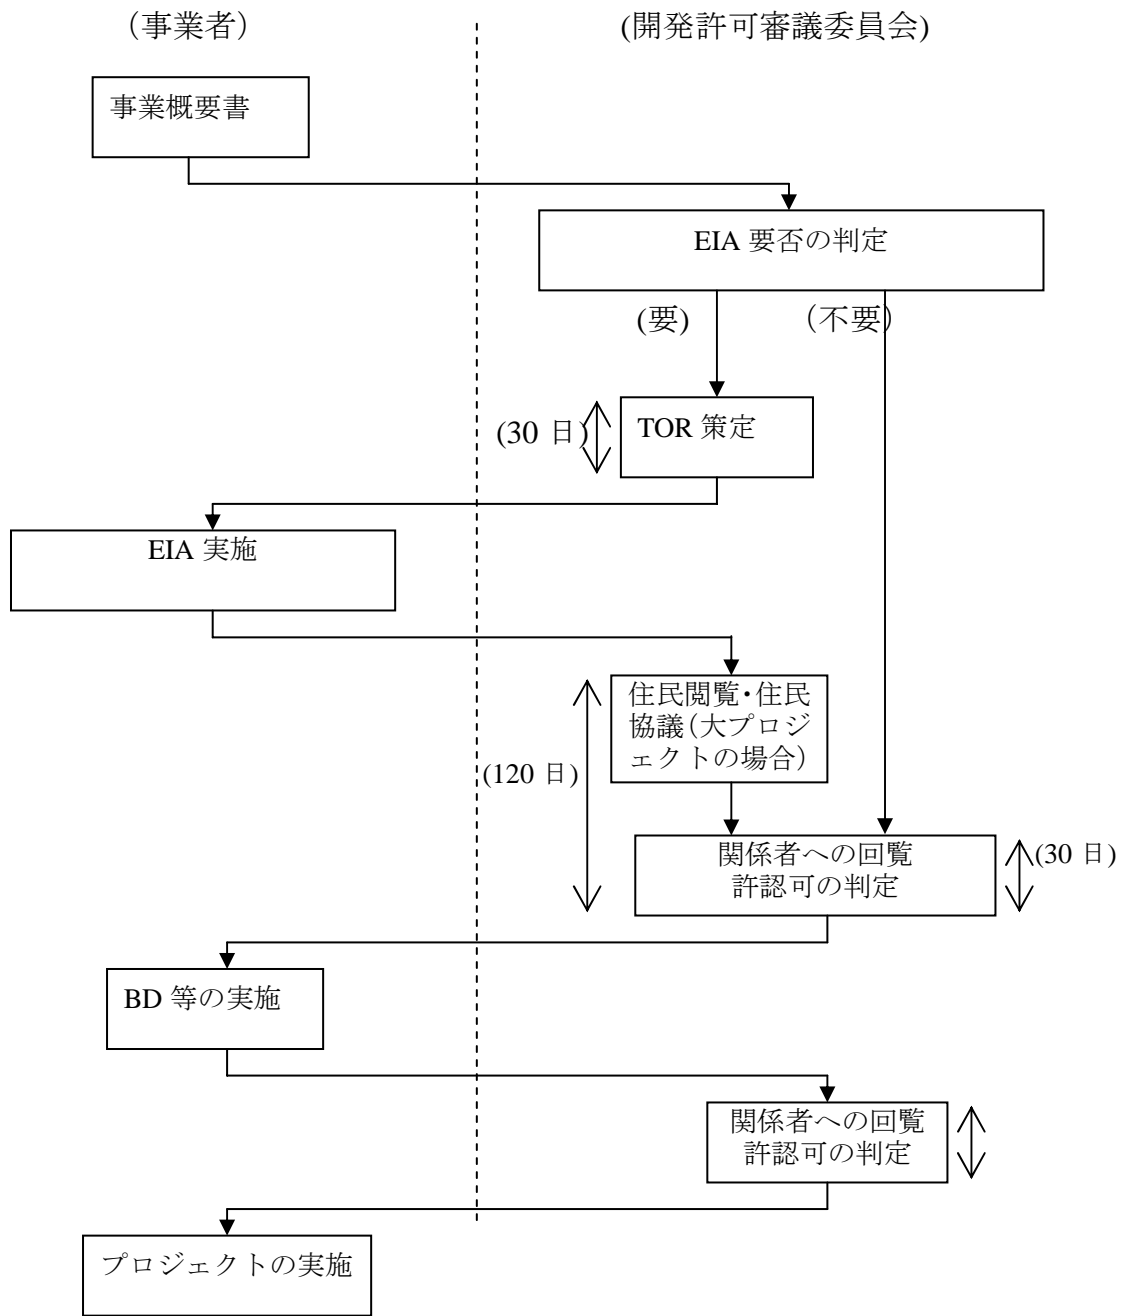 （事業者）
(開発許可審議委員会)
事業概要書
EIA 要否の判定
(要)
（不要）
(30 日)
TOR 策定
EIA 実施
住民閲覧・住民
協議（大プロジ
ェクトの場合）
(120 日)
関係者への回覧
許認可の判定
(30 日)
BD 等の実施
関係者への回覧
許認可の判定
プロジェクトの実施